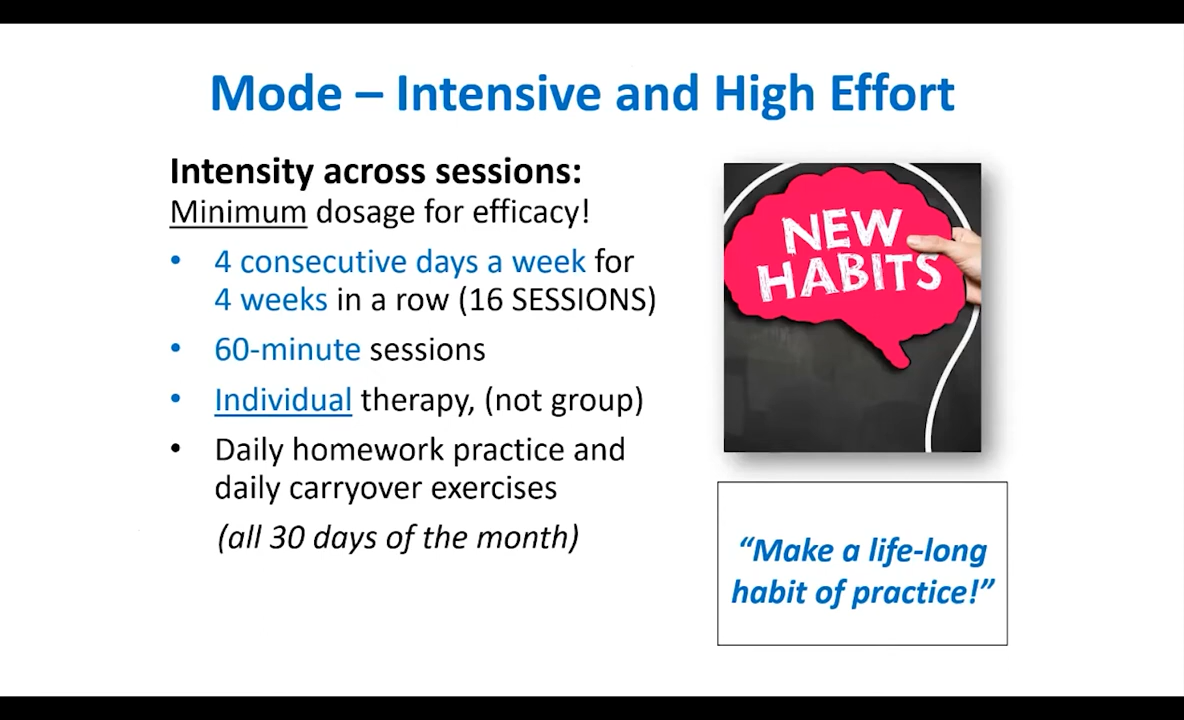 Mode – Intensive and High Effort
Intensity across sessions:
Minimum dosage for efficacy!
• 4 consecutive days a week for
4 weeks in a row (16 SESSIONS)
• 60-minute sessions
• Individual therapy, (not group)
• Daily homework practice and
daily carryover exercises
(all 30 days of the month)
NEW
HABITS
“Make a life-long
habit of practice!”